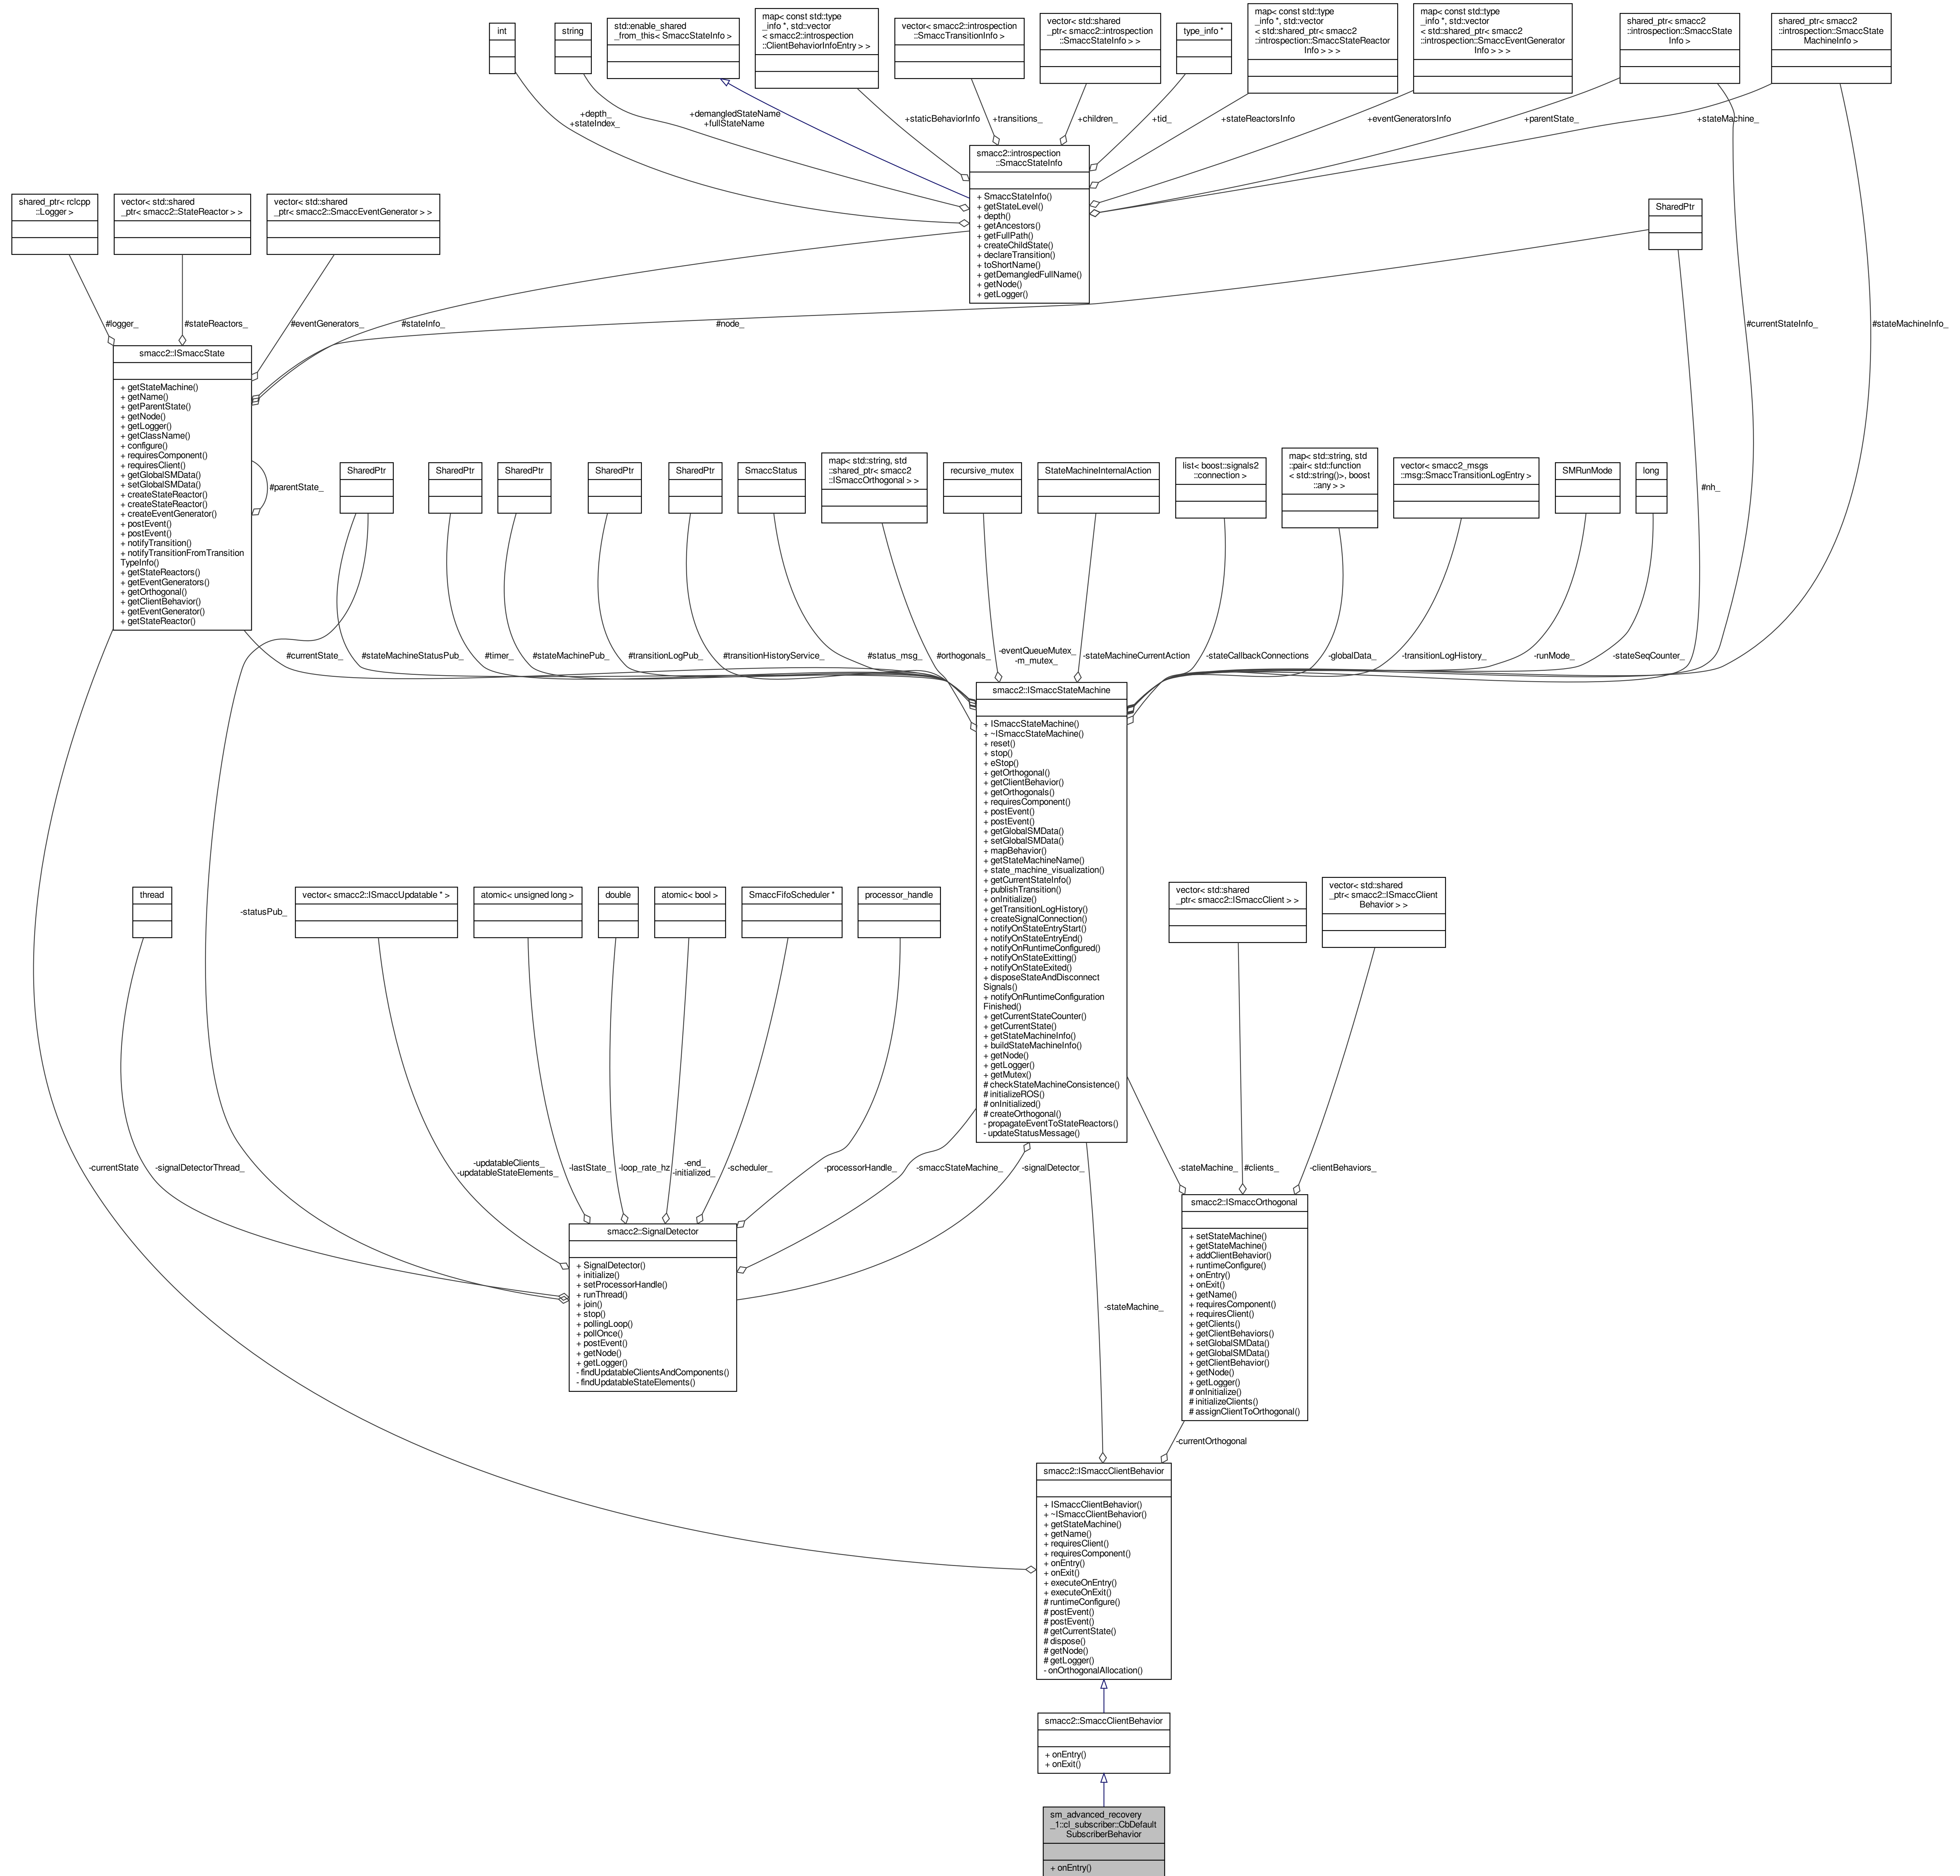 int
string
std::enable_shared
_from_this< SmaccStateInfo >
map< const std::type
_info *, std::vector
< smacc2::introspection
::ClientBehaviorInfoEntry > >
vector< smacc2::introspection
::SmaccTransitionInfo >
vector< std::shared
_ptr< smacc2::introspection
::SmaccStateInfo > >
type_info *
map< const std::type
_info *, std::vector
< std::shared_ptr< smacc2
::introspection::SmaccStateReactor
Info > > >
map< const std::type
_info *, std::vector
< std::shared_ptr< smacc2
::introspection::SmaccEventGenerator
Info > > >
shared_ptr< smacc2
::introspection::SmaccState
Info >
shared_ptr< smacc2
::introspection::SmaccState
MachineInfo >
+depth_
+stateIndex_
+demangledStateName
+fullStateName
+staticBehaviorInfo
+transitions_
+children_
+tid_
+stateReactorsInfo
+eventGeneratorsInfo
+parentState_
+stateMachine_
smacc2::introspection
::SmaccStateInfo
+ SmaccStateInfo()
+ getStateLevel()
+ depth()
+ getAncestors()
+ getFullPath()
+ createChildState()
+ declareTransition()
+ toShortName()
+ getDemangledFullName()
+ getNode()
+ getLogger()
shared_ptr< rclcpp
::Logger >
vector< std::shared
_ptr< smacc2::StateReactor > >
vector< std::shared
_ptr< smacc2::SmaccEventGenerator > >
SharedPtr
#logger_
#stateReactors_
#eventGenerators_
#stateInfo_
#node_
#currentStateInfo_
#stateMachineInfo_
smacc2::ISmaccState
+ getStateMachine()
+ getName()
+ getParentState()
+ getNode()
+ getLogger()
+ getClassName()
+ configure()
+ requiresComponent()
+ requiresClient()
+ getGlobalSMData()
+ setGlobalSMData()
+ createStateReactor()
+ createStateReactor()
+ createEventGenerator()
+ postEvent()
+ postEvent()
+ notifyTransition()
+ notifyTransitionFromTransition
TypeInfo()
+ getStateReactors()
+ getEventGenerators()
+ getOrthogonal()
+ getClientBehavior()
+ getEventGenerator()
+ getStateReactor()
#parentState_
SharedPtr
SharedPtr
SharedPtr
SharedPtr
SharedPtr
SmaccStatus
map< std::string, std
::shared_ptr< smacc2
::ISmaccOrthogonal > >
recursive_mutex
StateMachineInternalAction
list< boost::signals2
::connection >
map< std::string, std
::pair< std::function
< std::string()>, boost
::any > >
vector< smacc2_msgs
::msg::SmaccTransitionLogEntry >
SMRunMode
long
#nh_
#currentState_
#stateMachineStatusPub_
#timer_
#stateMachinePub_
#transitionLogPub_
#transitionHistoryService_
#status_msg_
#orthogonals_
-eventQueueMutex_
-m_mutex_
-stateMachineCurrentAction
-stateCallbackConnections
-globalData_
-transitionLogHistory_
-runMode_
-stateSeqCounter_
smacc2::ISmaccStateMachine
+ ISmaccStateMachine()
+ ~ISmaccStateMachine()
+ reset()
+ stop()
+ eStop()
+ getOrthogonal()
+ getClientBehavior()
+ getOrthogonals()
+ requiresComponent()
+ postEvent()
+ postEvent()
+ getGlobalSMData()
+ setGlobalSMData()
+ mapBehavior()
+ getStateMachineName()
+ state_machine_visualization()
+ getCurrentStateInfo()
+ publishTransition()
+ onInitialize()
+ getTransitionLogHistory()
+ createSignalConnection()
+ notifyOnStateEntryStart()
+ notifyOnStateEntryEnd()
+ notifyOnRuntimeConfigured()
+ notifyOnStateExitting()
+ notifyOnStateExited()
+ disposeStateAndDisconnect
Signals()
+ notifyOnRuntimeConfiguration
Finished()
+ getCurrentStateCounter()
+ getCurrentState()
+ getStateMachineInfo()
+ buildStateMachineInfo()
+ getNode()
+ getLogger()
+ getMutex()
# checkStateMachineConsistence()
# initializeROS()
# onInitialized()
# createOrthogonal()
- propagateEventToStateReactors()
- updateStatusMessage()
thread
-statusPub_
vector< smacc2::ISmaccUpdatable * >
atomic< unsigned long >
double
atomic< bool >
SmaccFifoScheduler *
processor_handle
vector< std::shared
_ptr< smacc2::ISmaccClient > >
vector< std::shared
_ptr< smacc2::ISmaccClient
Behavior > >
-currentState
-signalDetectorThread_
-updatableClients_
-updatableStateElements_
-lastState_
-loop_rate_hz
-end_
-initialized_
-scheduler_
-processorHandle_
-smaccStateMachine_
-signalDetector_
-stateMachine_
#clients_
-clientBehaviors_
smacc2::SignalDetector
+ SignalDetector()
+ initialize()
+ setProcessorHandle()
+ runThread()
+ join()
+ stop()
+ pollingLoop()
+ pollOnce()
+ postEvent()
+ getNode()
+ getLogger()
- findUpdatableClientsAndComponents()
- findUpdatableStateElements()
smacc2::ISmaccOrthogonal
+ setStateMachine()
+ getStateMachine()
+ addClientBehavior()
+ runtimeConfigure()
+ onEntry()
+ onExit()
+ getName()
+ requiresComponent()
+ requiresClient()
+ getClients()
+ getClientBehaviors()
+ setGlobalSMData()
+ getGlobalSMData()
+ getClientBehavior()
+ getNode()
+ getLogger()
# onInitialize()
# initializeClients()
# assignClientToOrthogonal()
-stateMachine_
-currentOrthogonal
smacc2::ISmaccClientBehavior
+ ISmaccClientBehavior()
+ ~ISmaccClientBehavior()
+ getStateMachine()
+ getName()
+ requiresClient()
+ requiresComponent()
+ onEntry()
+ onExit()
+ executeOnEntry()
+ executeOnExit()
# runtimeConfigure()
# postEvent()
# postEvent()
# getCurrentState()
# dispose()
# getNode()
# getLogger()
- onOrthogonalAllocation()
smacc2::SmaccClientBehavior
+ onEntry()
+ onExit()
sm_advanced_recovery
_1::cl_subscriber::CbDefault
SubscriberBehavior
+ onEntry()